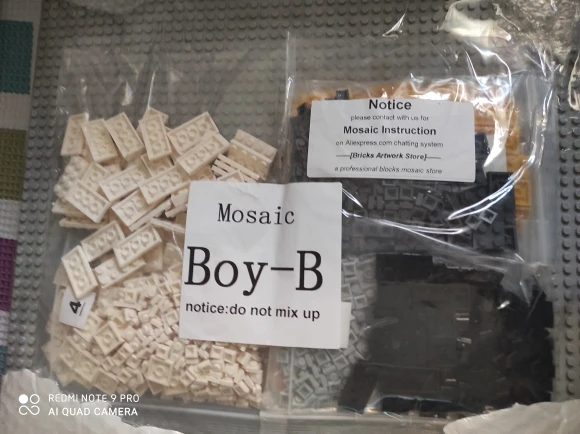 Notice
please contact with us for
Mosaic Instruction
on Aliexpress.com chatting system
-----[Bricks Artwork Store]-----
a professional blocks mosaic store
Mosaic
Boy-B
notice:do not mix up
4
REDMI NOTE 9 PRO
AI QUAD CAMERA